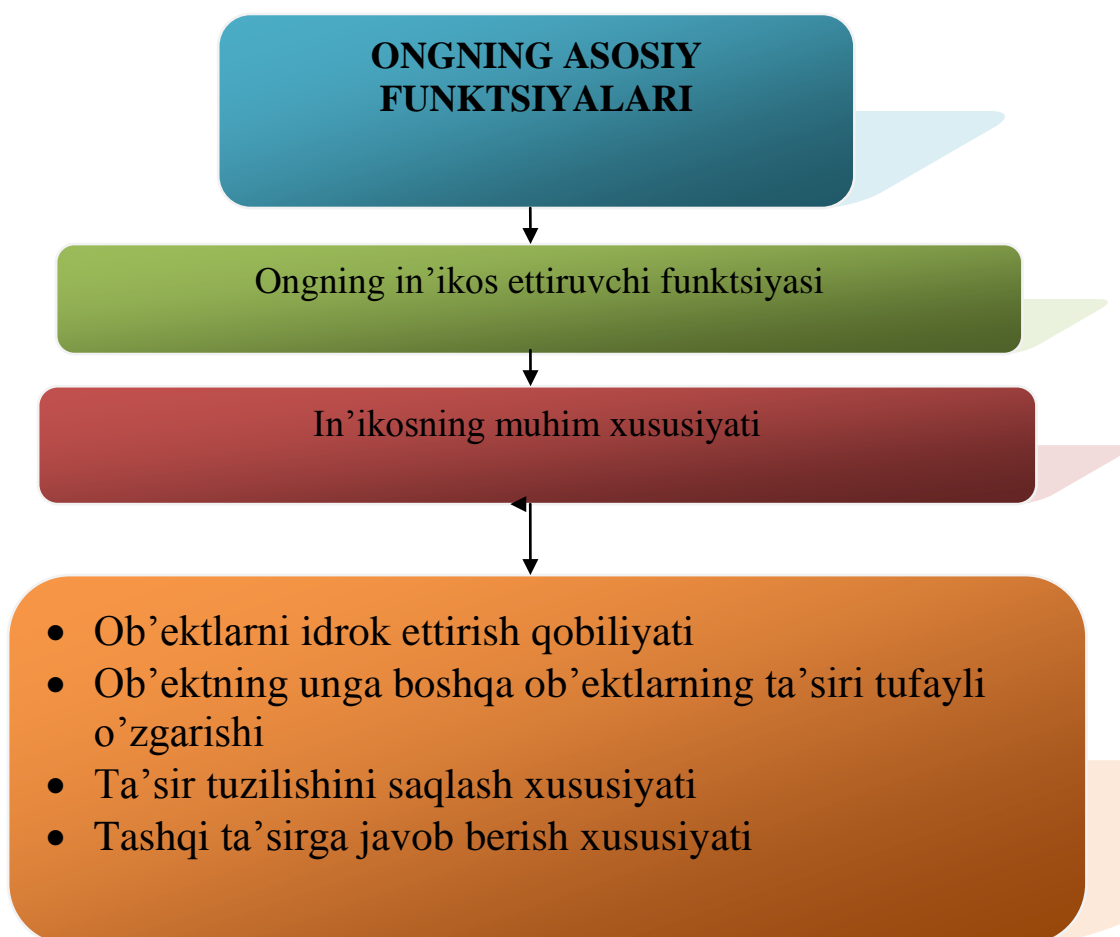 ONGNING ASOSIY
FUNKTSIYALARI
Ongning in’ikos ettiruvchi funktsiyasi
In’ikosning muhim xususiyati
• Ob’ektlarni idrok ettirish qobiliyati
• Ob’ektning unga boshqa ob’ektlarning ta’siri tufayli
o’zgarishi
• Ta’sir tuzilishini saqlash xususiyati
• Tashqi ta’sirga javob berish xususiyati